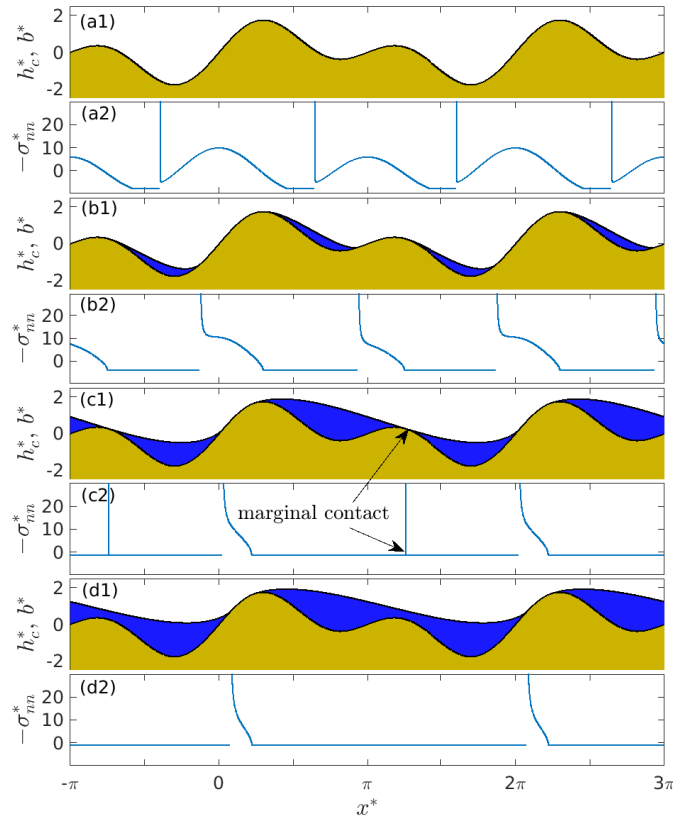 (a1)
h*c, b*
2
0
-2
(a2)
−σ*nn
20
10
0
(b1)
h*c, b*
2
0
-2
(b2)
−σ*nn
20
10
0
(c1)
h*c, b*
2
0
-2
(c2)
marginal contact
−σ*nn
20
10
0
(d1)
h*c, b*
2
0
-2
(d2)
−σ*nn
20
10
0
-π 0 π 2π 3π
x*